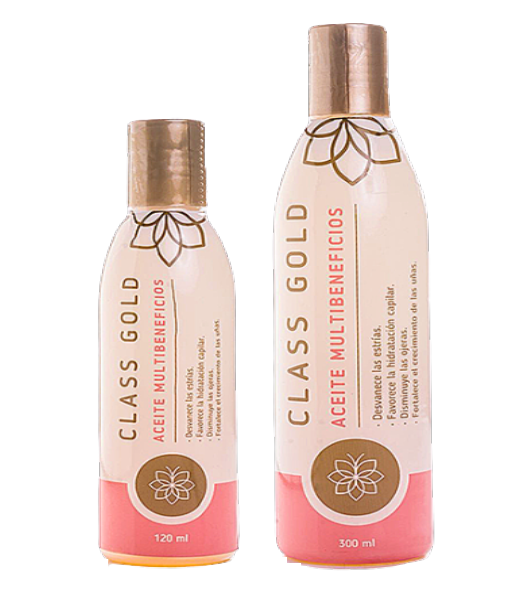 CLASS GOLD
ACEITE MULTIBENEFICIOS
· Desvanece las estrías.
· Favorece la hidratación capilar.
· Disminuye las ojeras.
· Fortalece el crecimiento de las uñas.
120 ml
CLASS GOLD
ACEITE MULTIBENEFICIOS
· Desvanece las estrías.
· Favorece la hidratación capilar.
· Disminuye las ojeras.
· Fortalece el crecimiento de las uñas.
300 ml